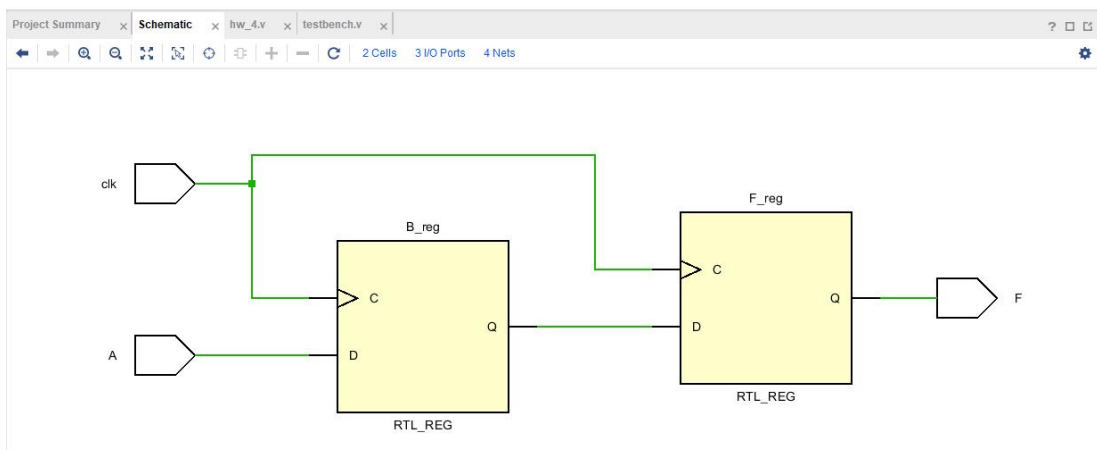 Project Summary × Schematic × hw_4.v × testbench.v × ?
2 Cells 3 I/O Ports 4 Nets
clk
F_reg
B_reg
C
C
Q
F
Q
D
A
D
RTL_REG
RTL_REG